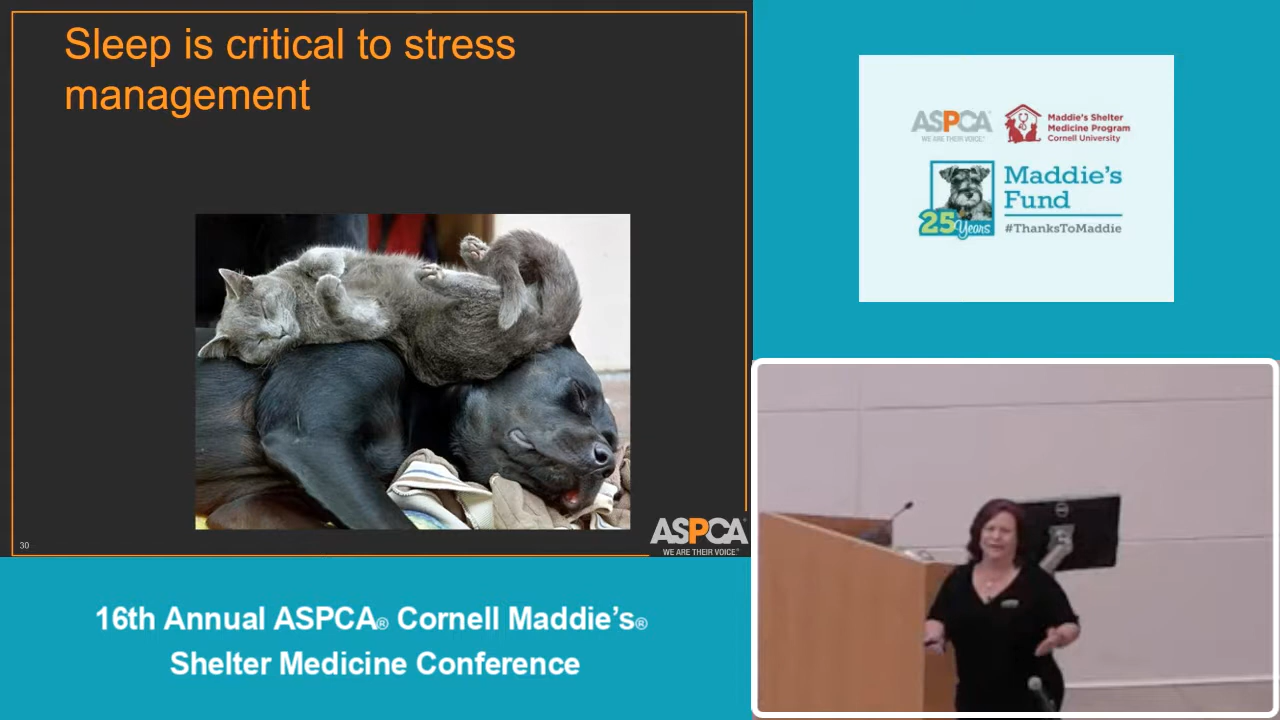 Sleep is critical to stress
management
30
ASPCA®
WE ARE THEIR VOICE®
ASPCA®
WE ARE THEIR VOICE®
Maddie's Shelter
Medicine Program
Cornell University
25 Years
Maddie's
Fund
#ThanksToMaddie
16th Annual ASPCA® Cornell Maddie's®
Shelter Medicine Conference